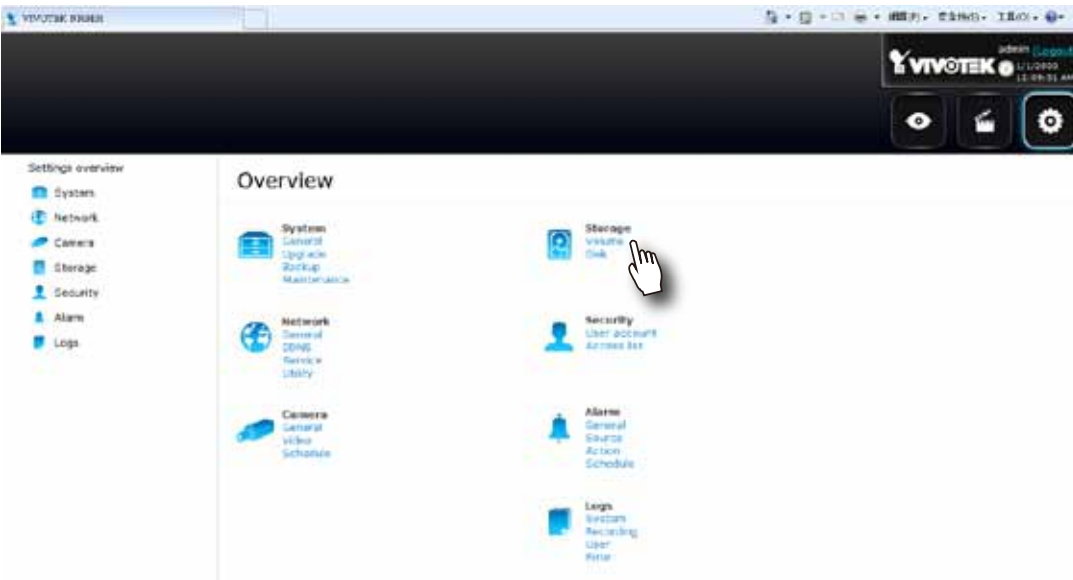 VIVOTEK
admin (Logout)
VIVOTEK
Settings overview
System
Network
Camera
Storage
Security
Alarm
Logs
Overview
System
General
Upgrade
Backup
Maintenance
Network
General
DDNS
Service
Utility
Camera
General
Video
Schedule
Storage
Volume
Disk
Security
User account
Access list
Alarm
General
Source
Action
Schedule
Logs
System
Recording
User
Error